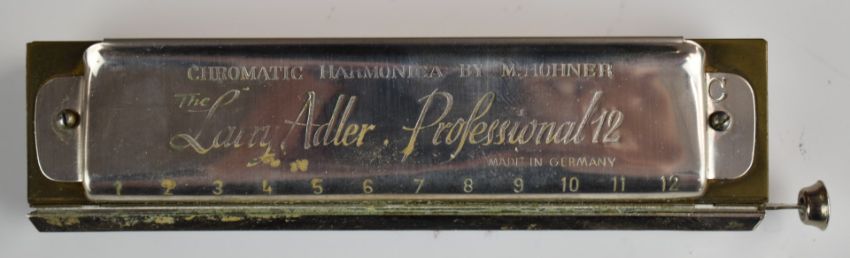 CHROMATIC HARMONICA BY M. HOHNER
C
The Larry Adler . Professional 12
MADE IN GERMANY
1 2 3 4 5 6 7 8 9 10 11 12